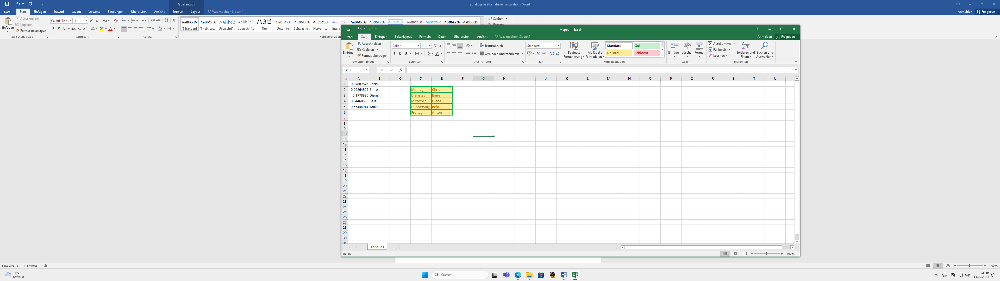 Tabellentools
Zufallsgenerator Tabellenkalkulation - Word
Datei Start Einfügen Entwurf Layout Verweise Sendungen Überprüfen Ansicht Entwurf Layout Was möchten Sie tun? Anmelden Freigeben
Einfügen
Ausschneiden
Kopieren
Format übertragen
Zwischenablage
Calibri (Textk 11
Schriftart
Absatz
AaBbCcDc AaBbCcDc AaBbCc AaBbCcD AaB AaBbCcD AaBbCcDc AaBbCcDc AaBbCcDc AaBbCcDc AaBbCcDc AaBbCcDc AABBCCDD AABBCCDD AaBbCcDc AaBbCcDc
¶ Standard ¶ Kein Lee... Überschrif... Überschrif... Titel Untertitel Schwache... Hervorhe...
Formatvorlagen
Suchen
Mappe1 - Excel
Datei Start Einfügen Seitenlayout Formeln Daten Überprüfen Ansicht Was möchten Sie tun? Anmelden Freigeben
Einfügen
Ausschneiden
Kopieren
Format übertragen
Zwischenablage
Calibri 11
F K U
Schriftart
Textumbruch
Verbinden und zentrieren
Ausrichtung
Standard
% 000
Zahl
Bedingte Formatierung
Als Tabelle formatieren
Standard Gut
Neutral Schlecht
Formatvorlagen
Einfügen Löschen Format
Zellen
AutoSumme
Füllbereich
Löschen
Sortieren und Filtern
Suchen und Auswählen
Bearbeiten
G10 fx
A B C D E F G H I J K L M N O P Q R S T U
1 0,07887646 Chris
2 0,02264822 Emre Montag Chris
3 0,1778985 Diana Dienstag Emre
4 0,64468666 Bela Mittwoch Diana
5 0,56444014 Anton Donnerstag Bela
6 Freitag Anton
7
8
9
10
11
12
13
14
15
16
17
18
19
20
21
22
23
24
25
26
27
28
29
30
31
Tabelle1
Bereit
100 %
Seite 2 von 3 416 Wörter
100 %
14°C
Bewölkt
Suche
13:39
11.09.2024